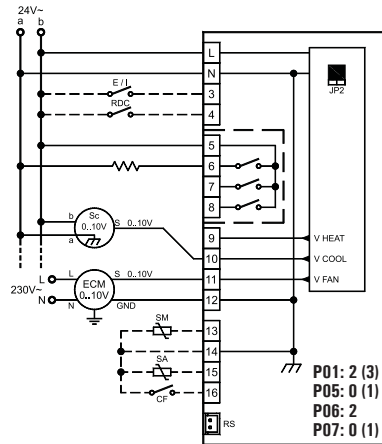 24V~
a b
L
N
JP2
E / I
3
RDC
4
5
6
7
8
b Sc S 0..10V
0..10V
a
9 V HEAT
10 V COOL
L L ECM S 0..10V 11 V FAN
230V~
0..10V
N N GND 12
SM 13
14
SA 15
CF 16
RS
P01: 2 (3)
P05: 0 (1)
P06: 2
P07: 0 (1)